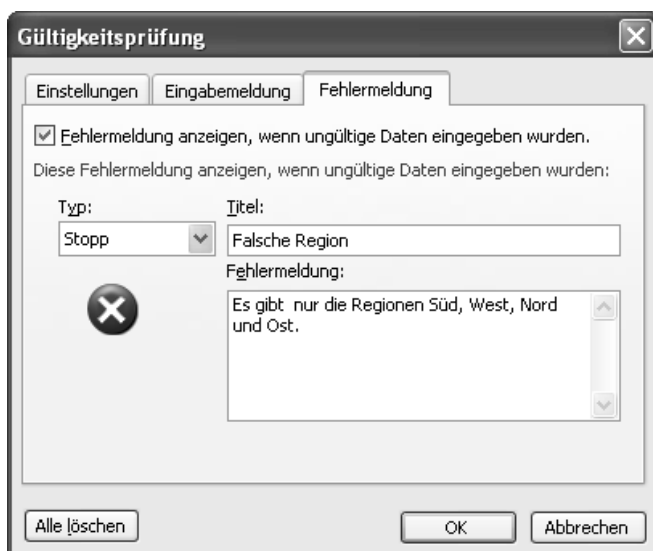 Gültigkeitsprüfung
Einstellungen Eingabemeldung Fehlermeldung
Fehlermeldung anzeigen, wenn ungültige Daten eingegeben wurden.
Diese Fehlermeldung anzeigen, wenn ungültige Daten eingegeben wurden:
Typ: Titel:
Stopp Falsche Region
Fehlermeldung:
Es gibt nur die Regionen Süd, West, Nord
und Ost.
Alle löschen OK Abbrechen